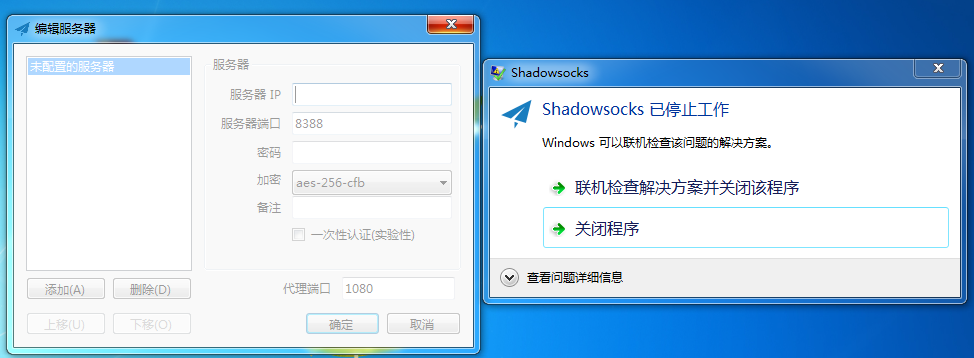 编辑服务器
未配置的服务器
服务器
服务器 IP
服务器端口 8388
密码
加密 aes-256-cfb
备注
一次性认证(实验性)
添加(A) 删除(D)
代理端口 1080
上移(U) 下移(O)
确定 取消
Shadowsocks
Shadowsocks 已停止工作
Windows 可以联机检查该问题的解决方案。
联机检查解决方案并关闭该程序
关闭程序
查看问题详细信息